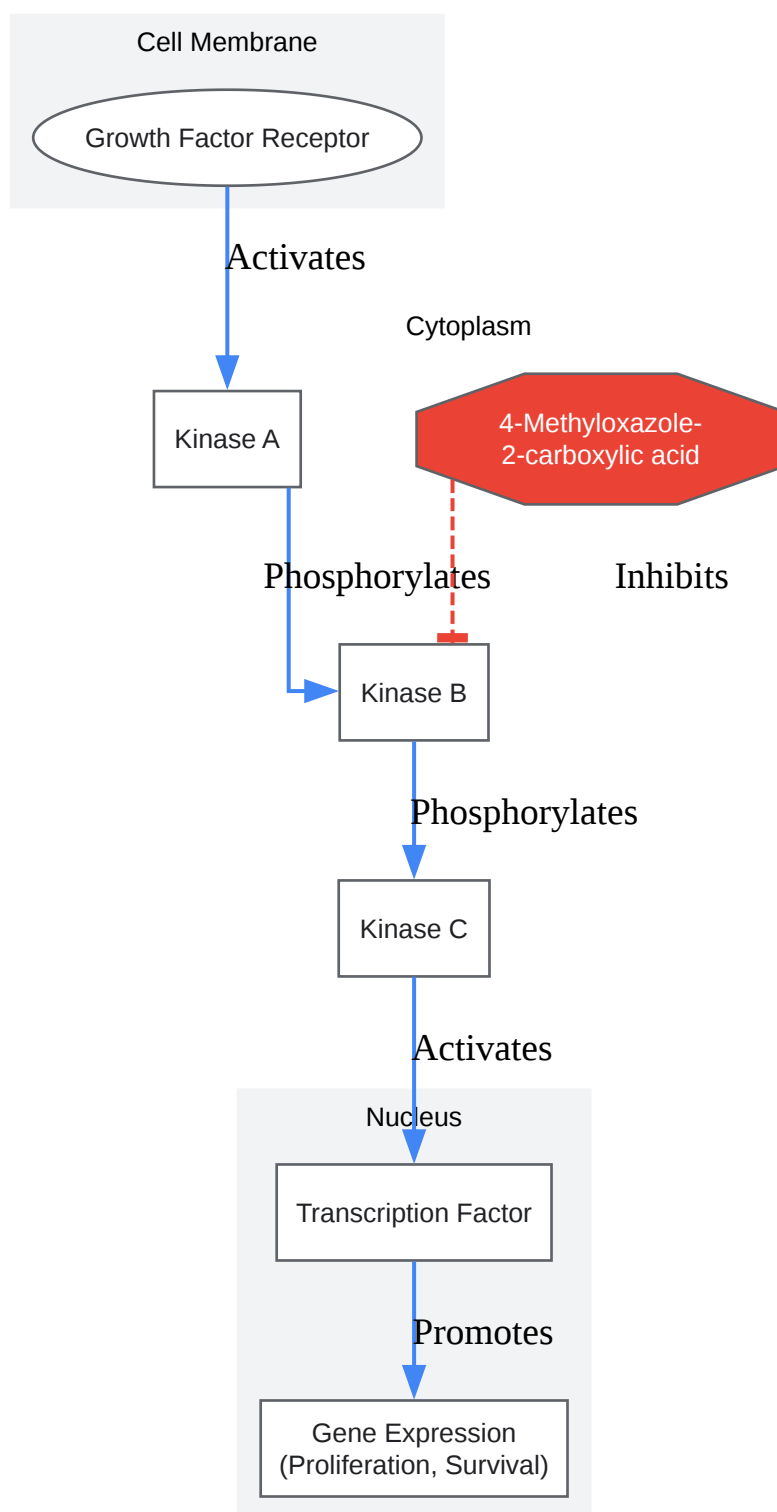 Cell Membrane
Growth Factor Receptor
Activates
Cytoplasm
4-Methyloxazole-
2-carboxylic acid
Kinase A
Phosphorylates
Inhibits
Kinase B
Phosphorylates
Kinase C
Activates
Nucleus
Transcription Factor
Promotes
Gene Expression
(Proliferation, Survival)